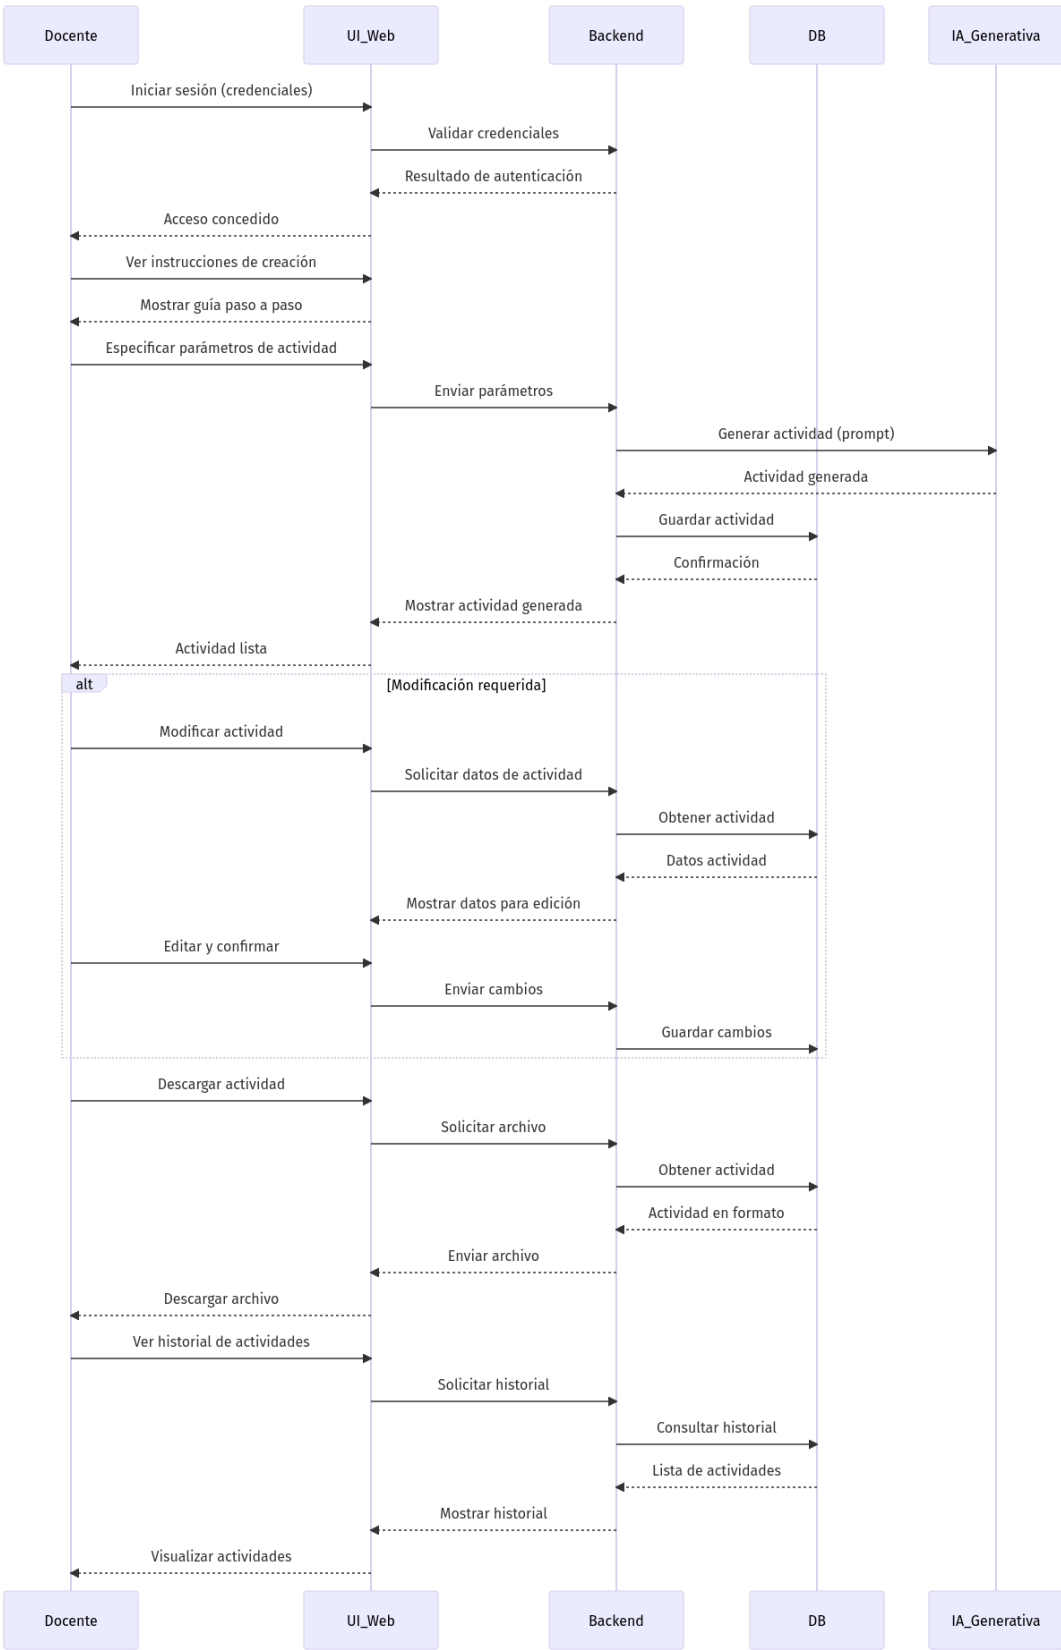 Docente
UI_Web
Backend
DB
IA_Generativa
Iniciar sesión (credenciales)
Validar credenciales
Resultado de autenticación
Acceso concedido
Ver instrucciones de creación
Mostrar guía paso a paso
Especificar parámetros de actividad
Enviar parámetros
Generar actividad (prompt)
Actividad generada
Guardar actividad
Confirmación
Mostrar actividad generada
Actividad lista
alt
[Modificación requerida]
Modificar actividad
Solicitar datos de actividad
Obtener actividad
Datos actividad
Mostrar datos para edición
Editar y confirmar
Enviar cambios
Guardar cambios
Descargar actividad
Solicitar archivo
Obtener actividad
Actividad en formato
Enviar archivo
Descargar archivo
Ver historial de actividades
Solicitar historial
Consultar historial
Lista de actividades
Mostrar historial
Visualizar actividades
Docente
UI_Web
Backend
DB
IA_Generativa